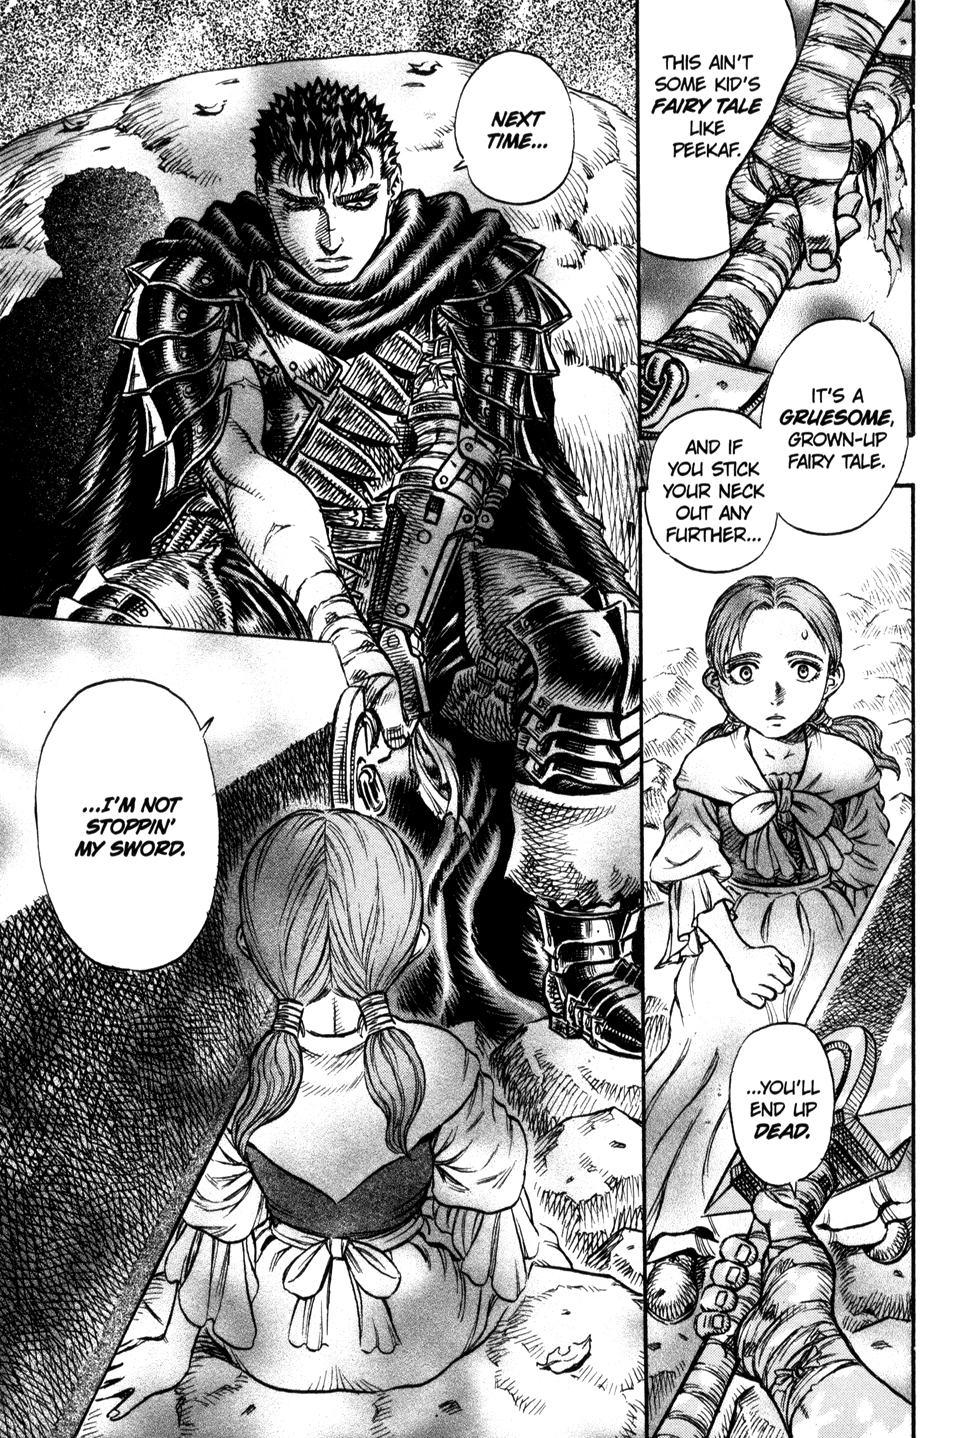 THIS AIN'T
SOME KID'S
FAIRY TALE
LIKE
PEEKAF.
IT'S A
GRUESOME,
GROWN-UP
FAIRY TALE.
AND IF
YOU STICK
YOUR NECK
OUT ANY
FURTHER...
...YOU'LL
END UP
DEAD.
NEXT
TIME...
...I'M NOT
STOPPIN'
MY SWORD.